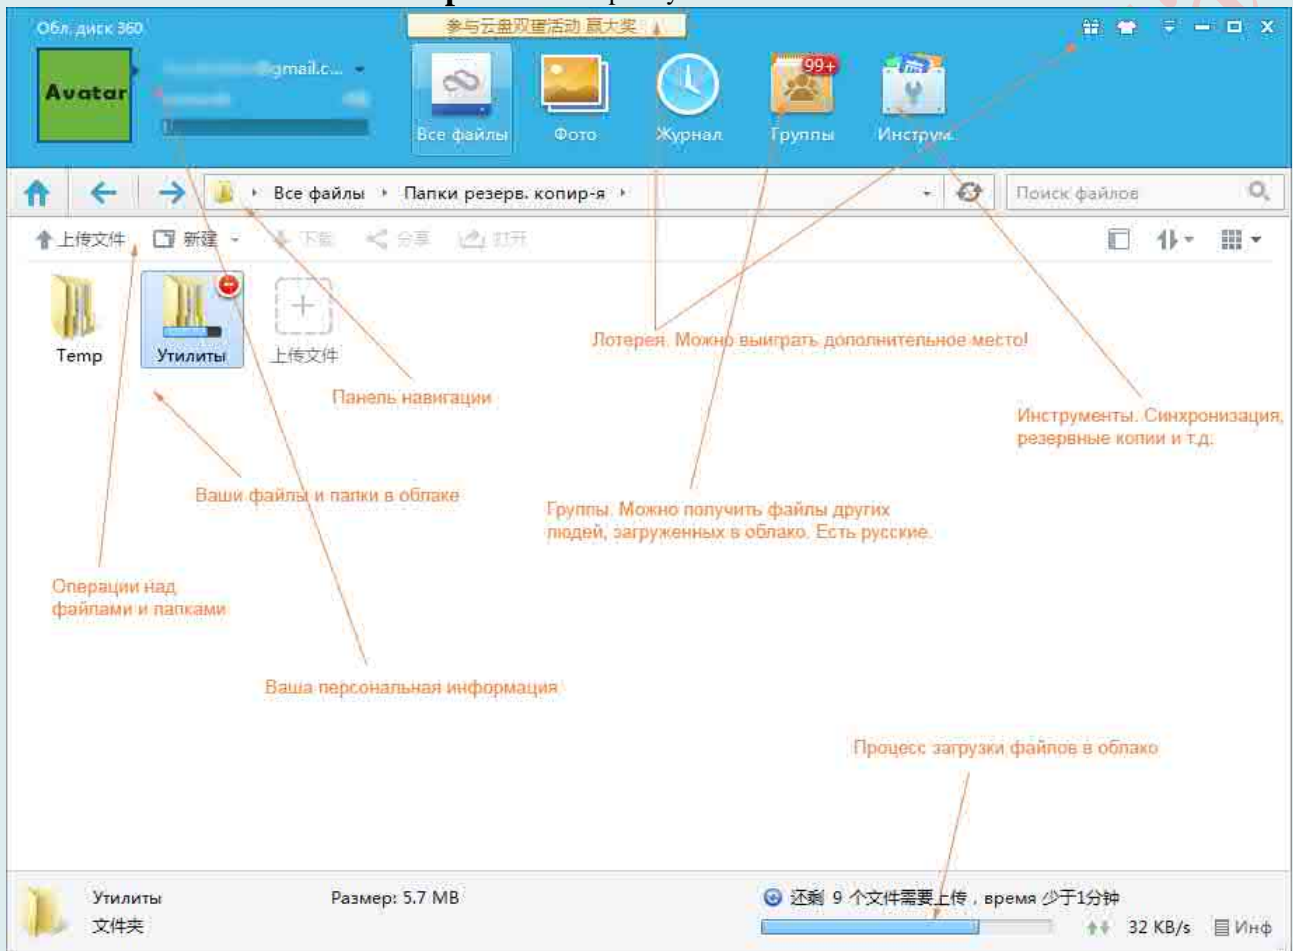 Обл. диск 360
参与云盘双蛋活动 赢大奖
Avatar
gmail.c...
99+
Все файлы
Фото
Журнал
Группы
Инструм.
Все файлы
Папки резерв. копир-я
Поиск файлов
上传文件
新建
下载
分享
打开
Temp
Утилиты
上传文件
Лотерея. Можно выиграть дополнительное место!
Панель навигации
Инструменты. Синхронизация,
резервные копии и т.д.
Ваши файлы и папки в облаке
Группы. Можно получить файлы других
людей, загруженных в облако. Есть русские.
Операции над
файлами и папками
Ваша персональная информация
Процесс загрузки файлов в облако
Утилиты
Размер: 5.7 MB
文件夹
还剩 9 个文件需要上传 , время 少于1分钟
32 KB/s
Инф